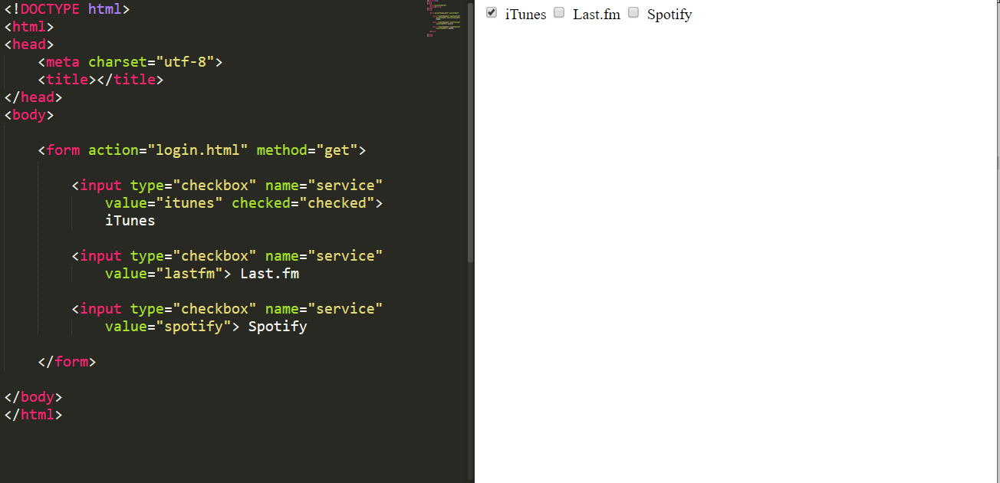 <!DOCTYPE html>
<html>
<head>
    <meta charset="utf-8">
    <title></title>
</head>
<body>
    <form action="login.html" method="get">
        <input type="checkbox" name="service"
            value="itunes" checked="checked">
            iTunes
        <input type="checkbox" name="service"
            value="lastfm"> Last.fm
        <input type="checkbox" name="service"
            value="spotify"> Spotify
    </form>
</body>
</html>
iTunes Last.fm Spotify